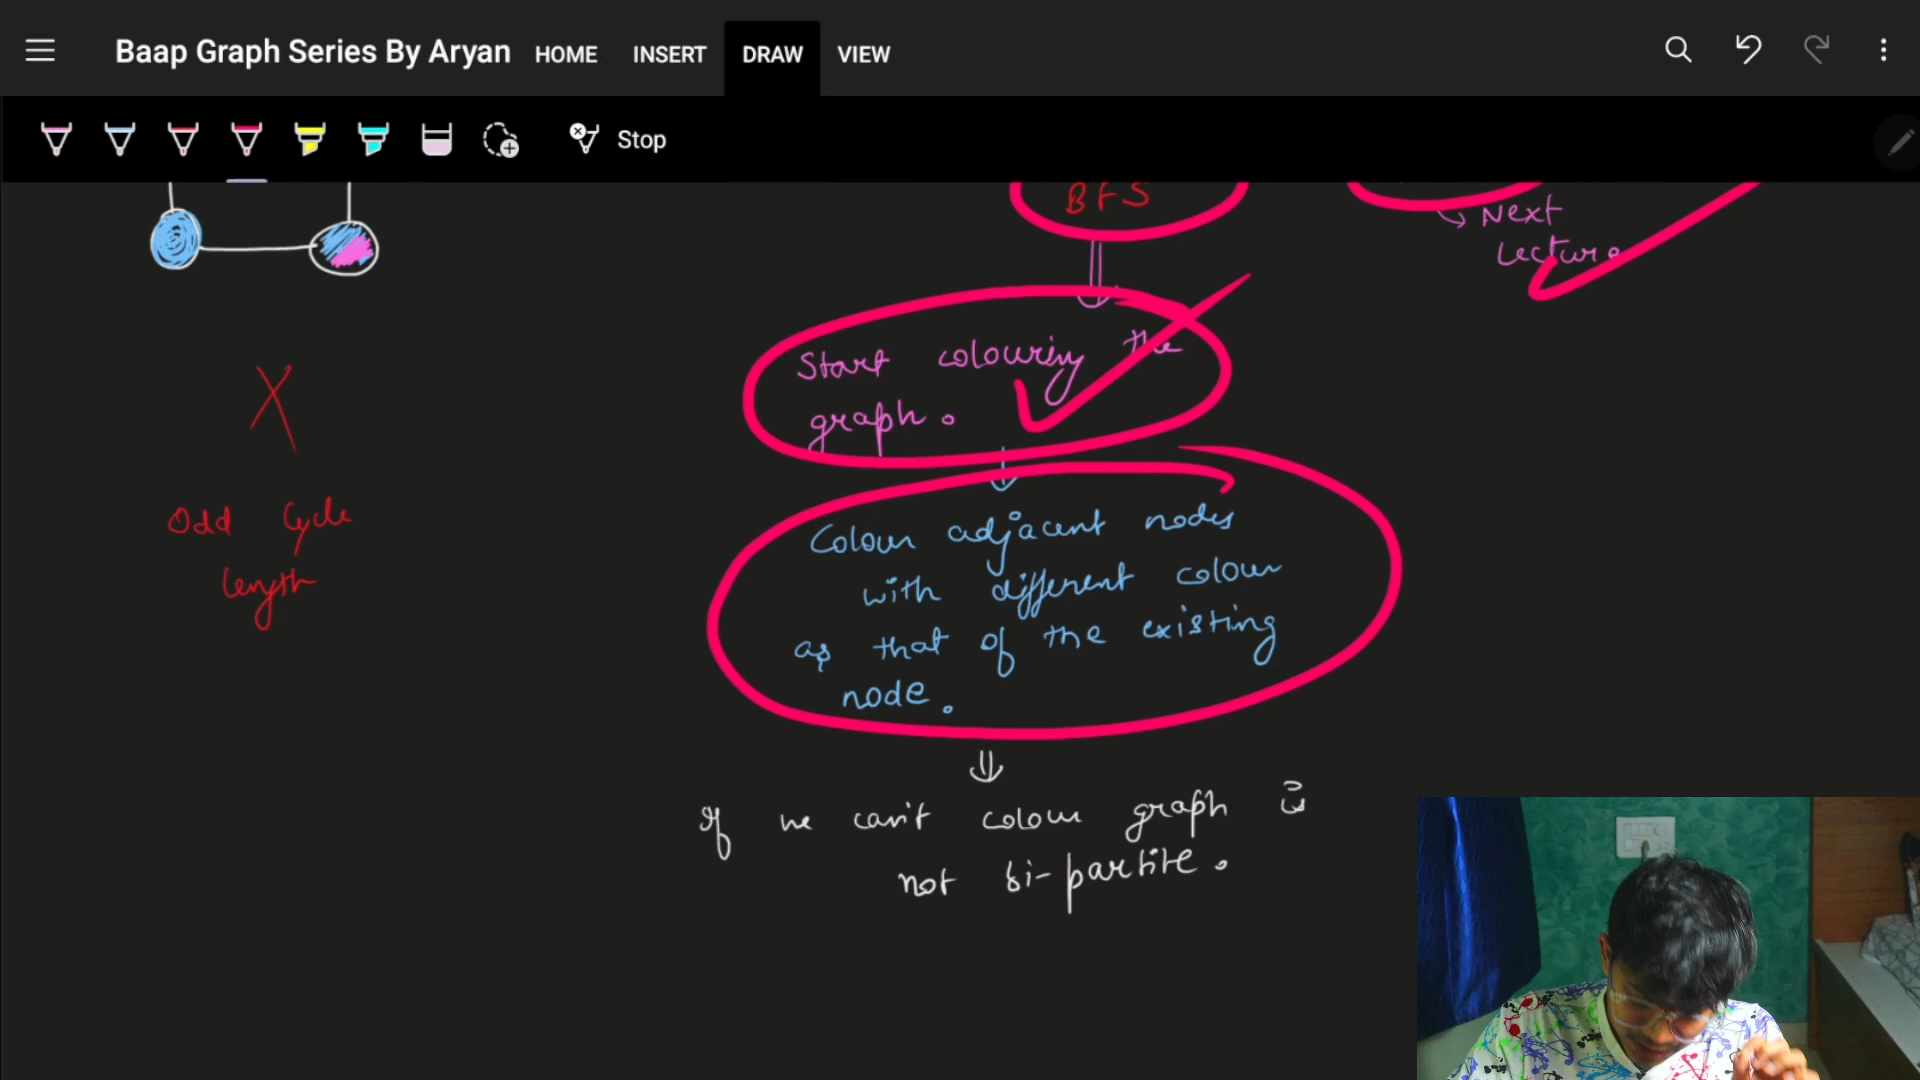 Baap Graph Series By Aryan HOME INSERT DRAW VIEW
Stop
BFS
Next
Lecture
Start colouring the
graph.
Odd Cycle
length
Colour adjacent nodes
with different colour
as that of the existing
node.
If we can't colour graph is
not bi-partite.